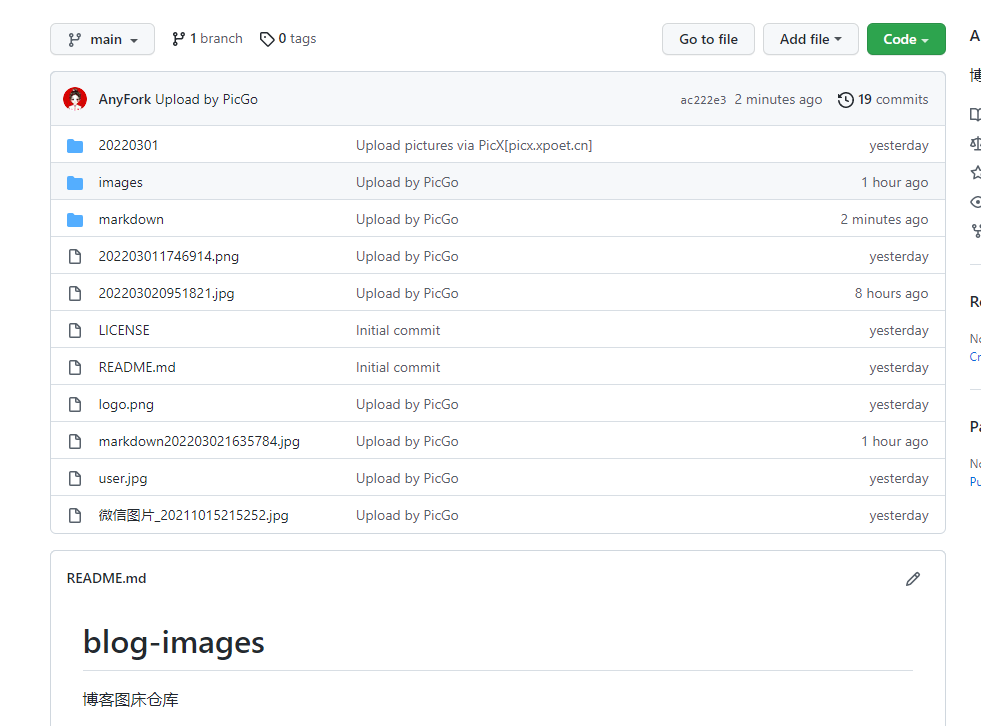 main 1 branch 0 tags Go to file Add file Code A
AnyFork Upload by PicGo ac222e3 2 minutes ago 19 commits
博
20220301 Upload pictures via PicX[picx.xpoet.cn] yesterday
images Upload by PicGo 1 hour ago
markdown Upload by PicGo 2 minutes ago
202203011746914.png Upload by PicGo yesterday
202203020951821.jpg Upload by PicGo 8 hours ago
Re
LICENSE Initial commit yesterday
No
Cr
README.md Initial commit yesterday
logo.png Upload by PicGo yesterday
Pa
markdown202203021635784.jpg Upload by PicGo 1 hour ago
No
user.jpg Upload by PicGo yesterday
Pu
微信图片_20211015215252.jpg Upload by PicGo yesterday
README.md
blog-images
博客图床仓库